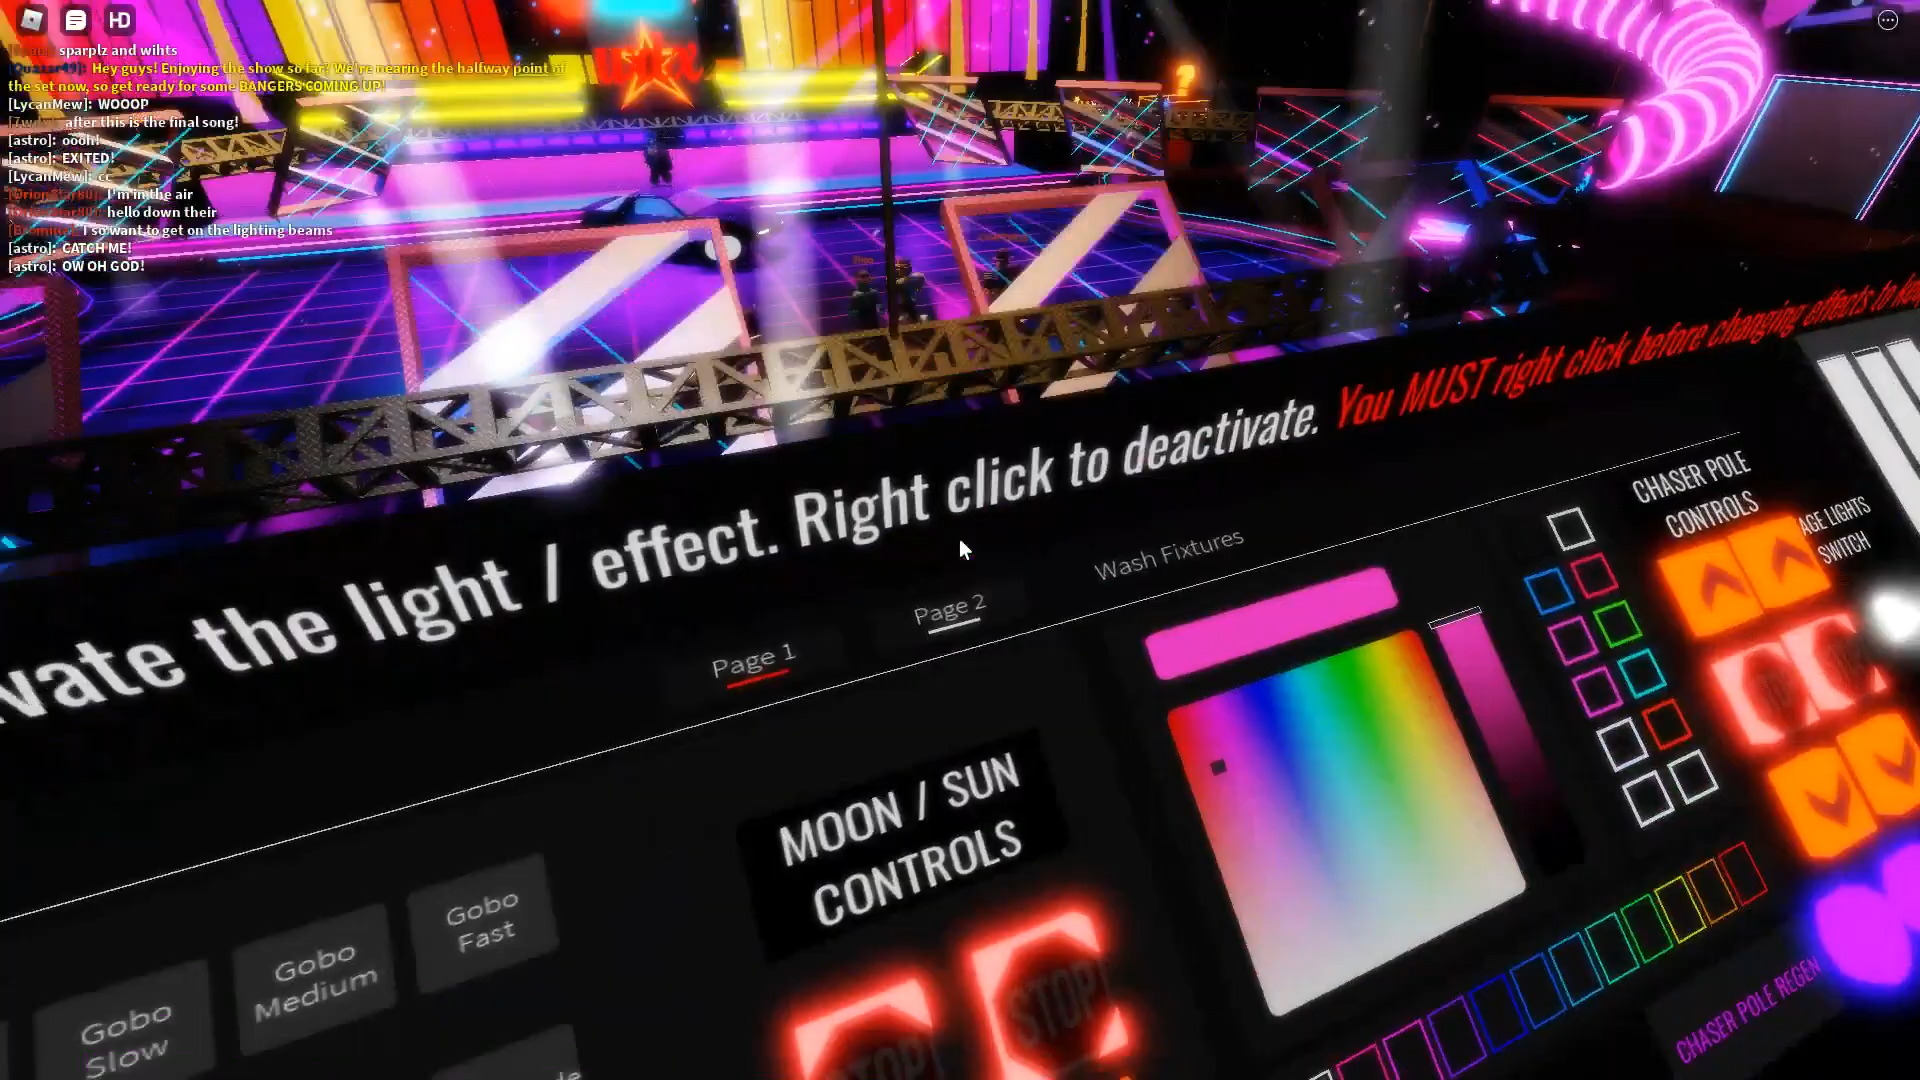 HD
sparplz and wihts
[Quazar49]: Hey guys! Enjoying the show so far? We're nearing the halfway point of
the set now, so get ready for some BANGERS COMING UP!
[LycanMew]: WOOOP
after this is the final song!
[astro]: oooh!
[astro]: EXITED!
[LycanMew]: cc
I'm in the air
hello down their
I so want to get on the lighting beams
[astro]: CATCH ME!
[astro]: OW OH GOD!
vate the light / effect. Right click to deactivate. You MUST right click before changing effects to
Page 1
Page 2
Wash Fixtures
CHASER POLE
CONTROLS
AGE LIGHTS
SWITCH
MOON / SUN
CONTROLS
Gobo
Slow
Gobo
Medium
Gobo
Fast
STOP
STOP
CHASER POLE REGEN